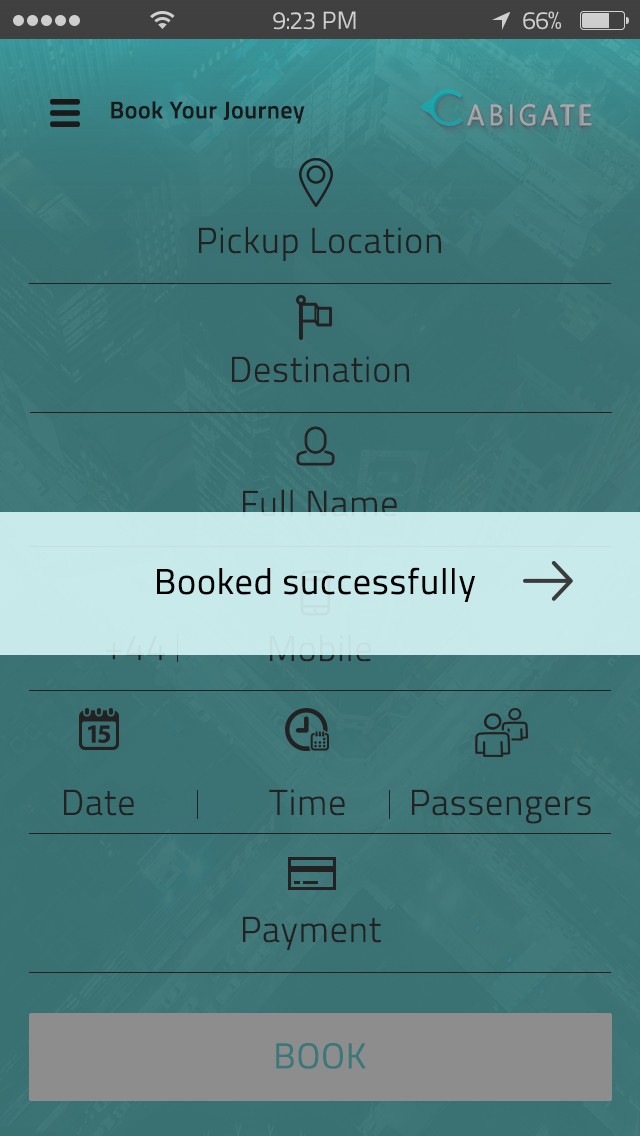 9:23 PM 66%
Book Your Journey CABIGATE
Pickup Location
Destination
Full Name
Booked successfully
+44 Mobile
15
Date Time Passengers
Payment
BOOK